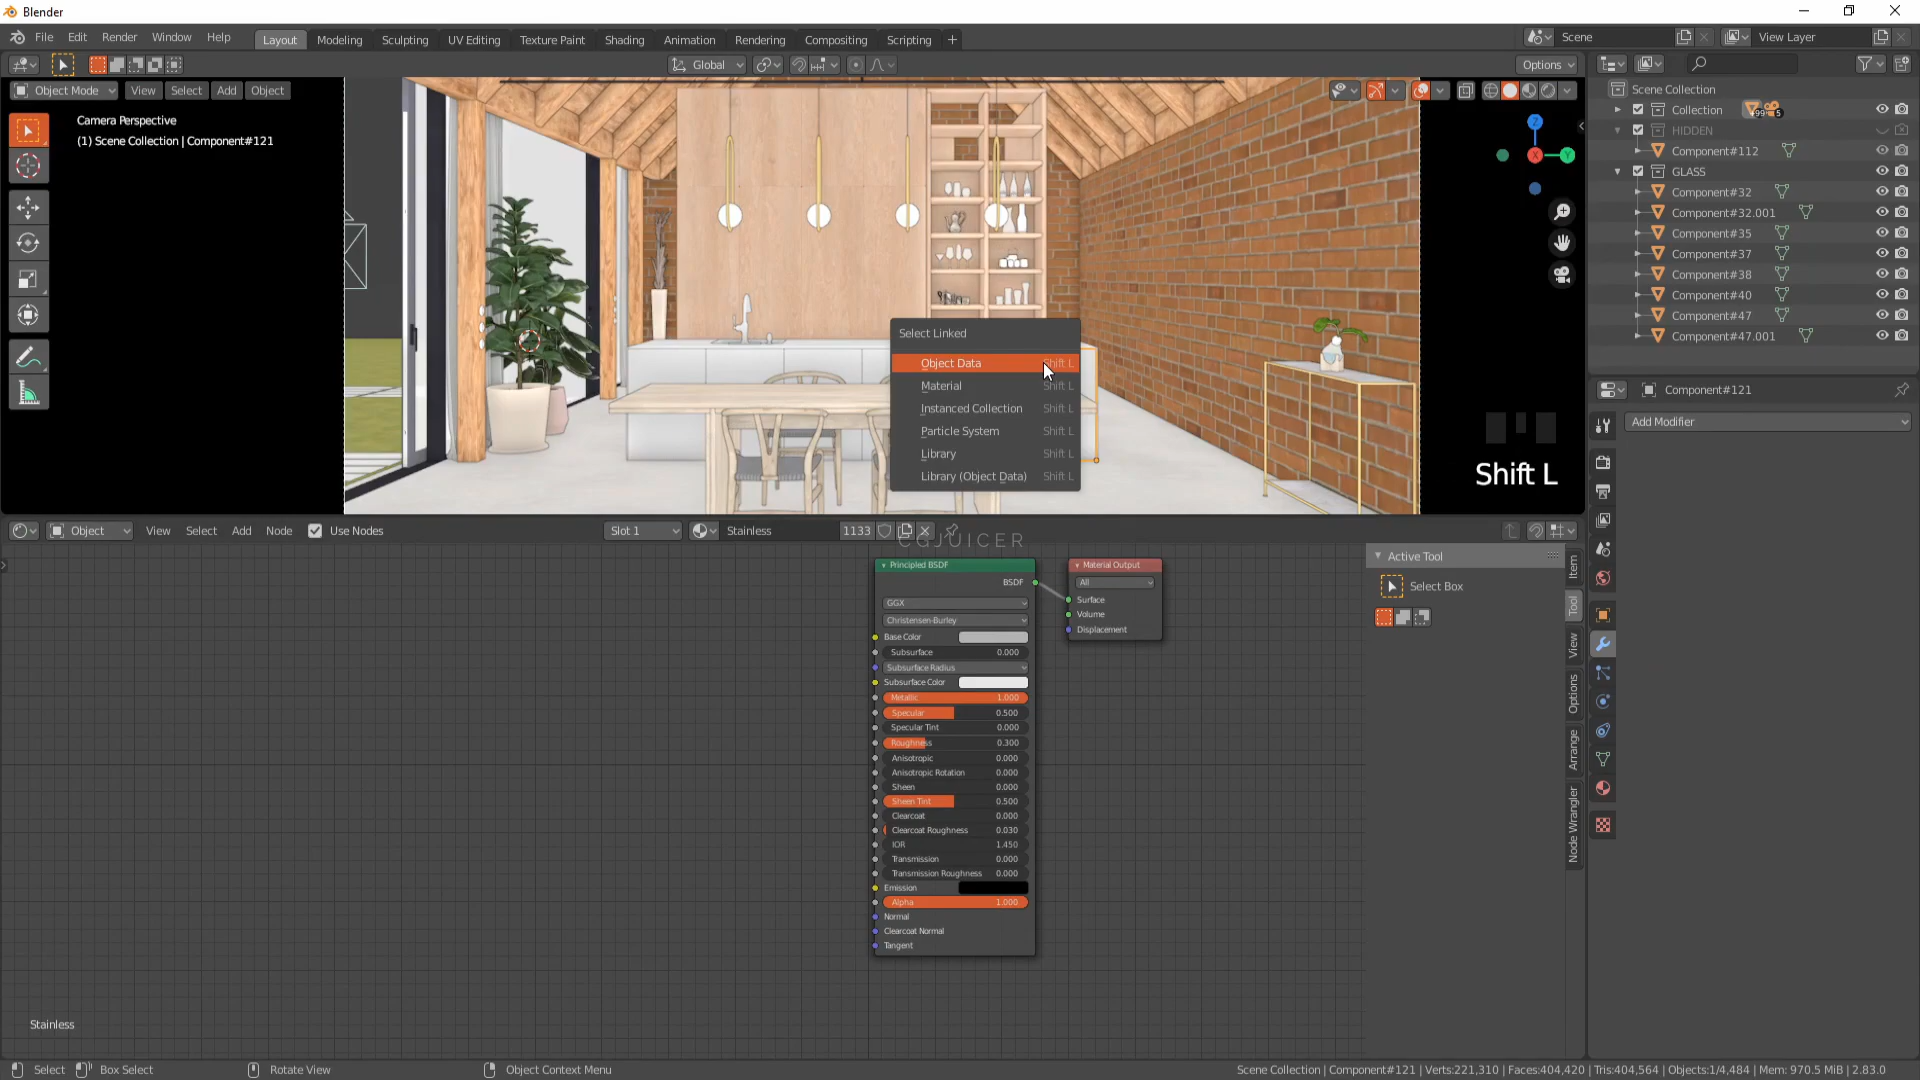 Blender
File Edit Render Window Help
Layout Modeling Sculpting UV Editing Texture Paint Shading Animation Rendering Compositing Scripting +
Scene
View Layer
Global
Options
Object Mode View Select Add Object
Camera Perspective
(1) Scene Collection | Component#121
Z
Y
X
Select Linked
Object Data Shift L
Material Shift L
Instanced Collection Shift L
Particle System Shift L
Library Shift L
Library (Object Data) Shift L
Shift L
Scene Collection
Collection
5
HIDDEN
Component#112
GLASS
Component#32
Component#32.001
Component#35
Component#37
Component#38
Component#40
Component#47
Component#47.001
Component#121
Add Modifier
Object View Select Add Node Use Nodes
Slot 1
Stainless
1133
CGJUICER
Principled BSDF
BSDF
GGX
Christensen-Burley
Base Color
Subsurface 0.000
Subsurface Radius
Subsurface Color
Metallic 1.000
Specular 0.500
Specular Tint 0.000
Roughness 0.300
Anisotropic 0.000
Anisotropic Rotation 0.000
Sheen 0.000
Sheen Tint 0.500
Clearcoat 0.000
Clearcoat Roughness 0.030
IOR 1.450
Transmission 0.000
Transmission Roughness 0.000
Emission
Alpha 1.000
Normal
Clearcoat Normal
Tangent
Material Output
All
Surface
Volume
Displacement
Active Tool
Select Box
Item
Tool
View
Options
Arrange
Node Wrangler
Stainless
Select Box Select Rotate View Object Context Menu
Scene Collection | Component#121 | Verts:221,310 | Faces:404,420 | Tris:404,564 | Objects:1/4,484 | Mem: 970.5 MiB | 2.83.0